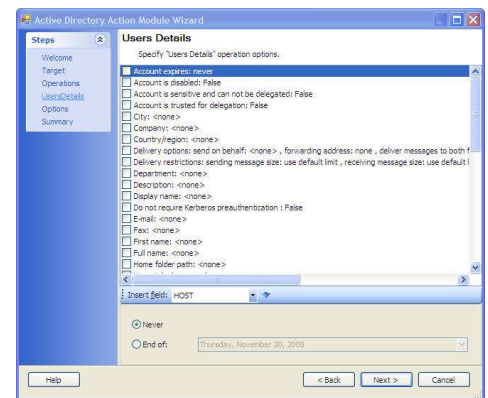 Active Directory Action Module Wizard
Steps
Welcome
Target
Operations
UsersDetails
Options
Summary
Users Details
Specify "Users Details" operation options.
Account expires: never
Account is disabled: False
Account is sensitive and can not be delegated: False
Account is trusted for delegation: False
City: <none>
Company: <none>
Country/region: <none>
Delivery options: send on behalf: <none> , forwarding address: none , deliver messages to both f
Delivery restrictions: sending message size: use default limit , receiving message size: use default l
Department: <none>
Description: <none>
Display name: <none>
Do not require Kerberos preauthentication : False
E-mail: <none>
Fax: <none>
First name: <none>
Full name: <none>
Home folder path: <none>
Insert field: HOST
Never
End of: Thursday, November 20, 2008
Help < Back Next > Cancel